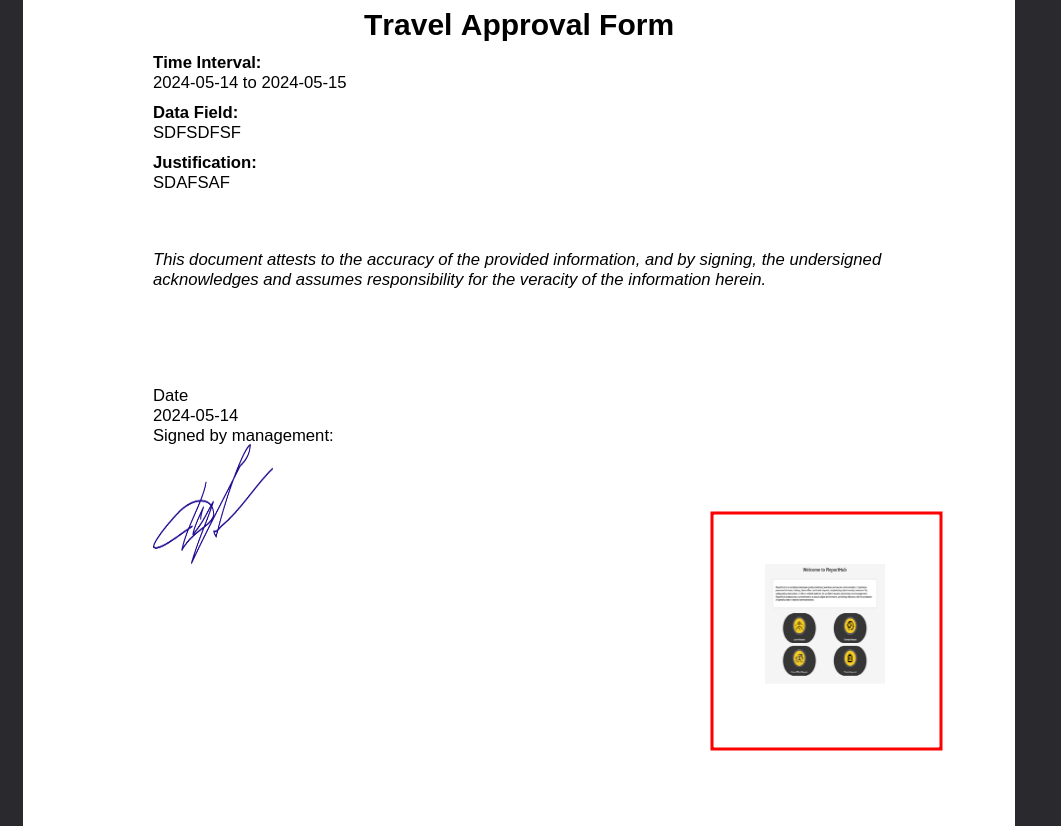 Travel Approval Form
Time Interval:
2024-05-14 to 2024-05-15
Data Field:
SDFSDFSF
Justification:
SDAFSAF
This document attests to the accuracy of the provided information, and by signing, the undersigned
acknowledges and assumes responsibility for the veracity of the information herein.
Date
2024-05-14
Signed by management:
Welcome to ReportHub